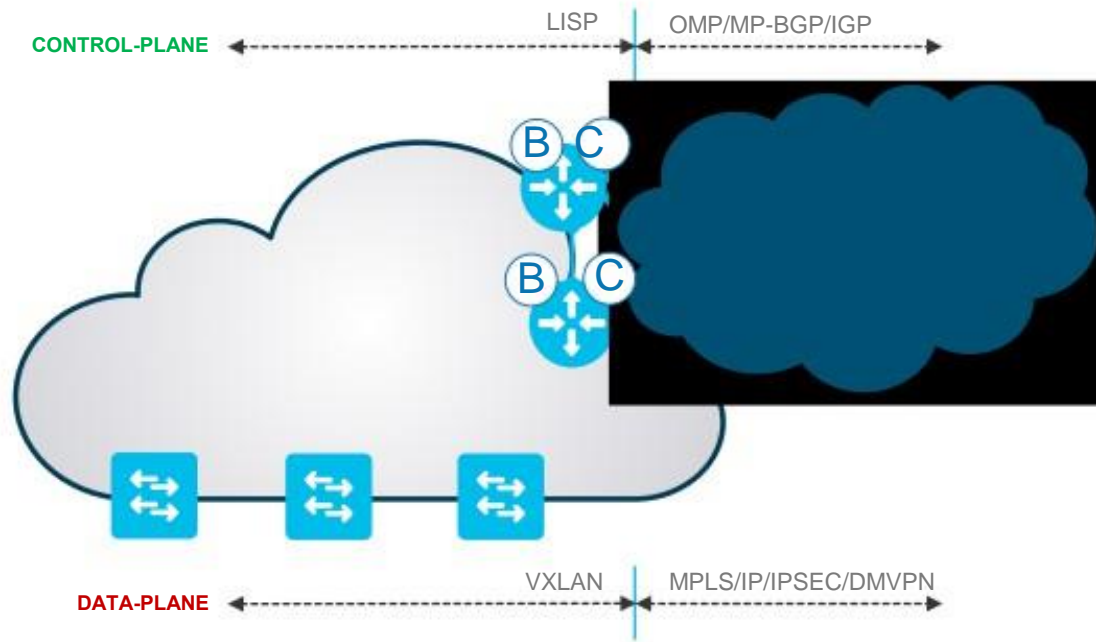 LISP
OMP/MP-BGP/IGP
CONTROL-PLANE
B C
B C
VXLAN
MPLS/IP/IPSEC/DMVPN
DATA-PLANE